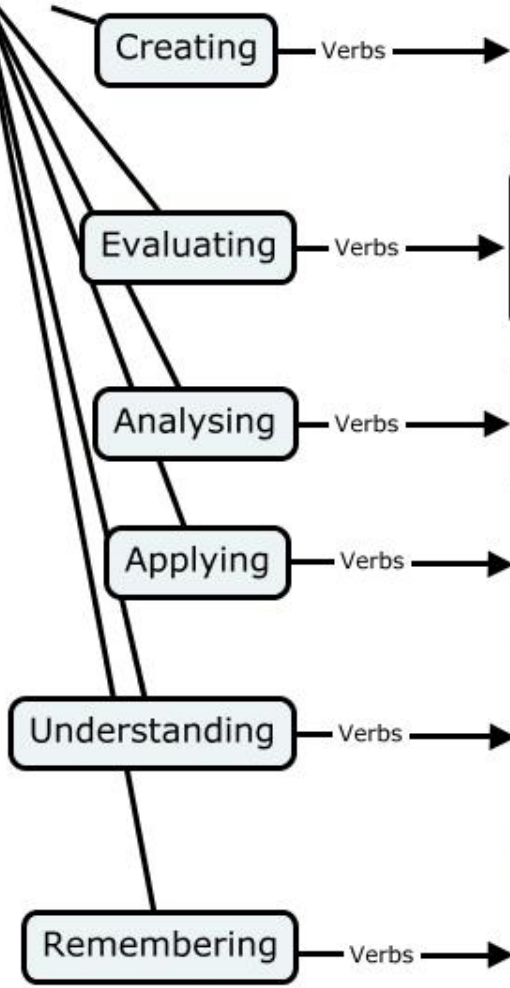 Creating Verbs
Evaluating Verbs
Analysing Verbs
Applying Verbs
Understanding Verbs
Remembering Verbs